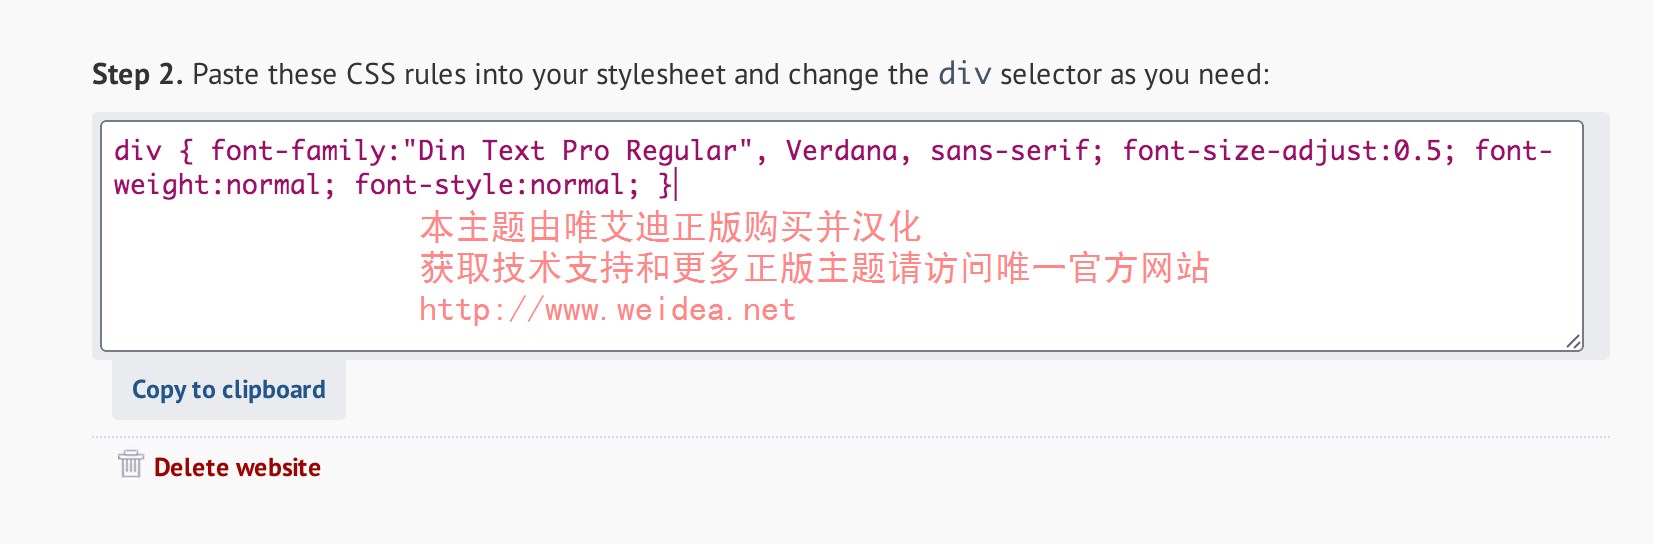 Step 2. Paste these CSS rules into your stylesheet and change the div selector as you need:
div { font-family:"Din Text Pro Regular", Verdana, sans-serif; font-size-adjust:0.5; font-
weight:normal; font-style:normal; }
本主题由唯艾迪正版购买并汉化
获取技术支持和更多正版主题请访问唯一官方网站
http://www.weidea.net
Copy to clipboard
Delete website